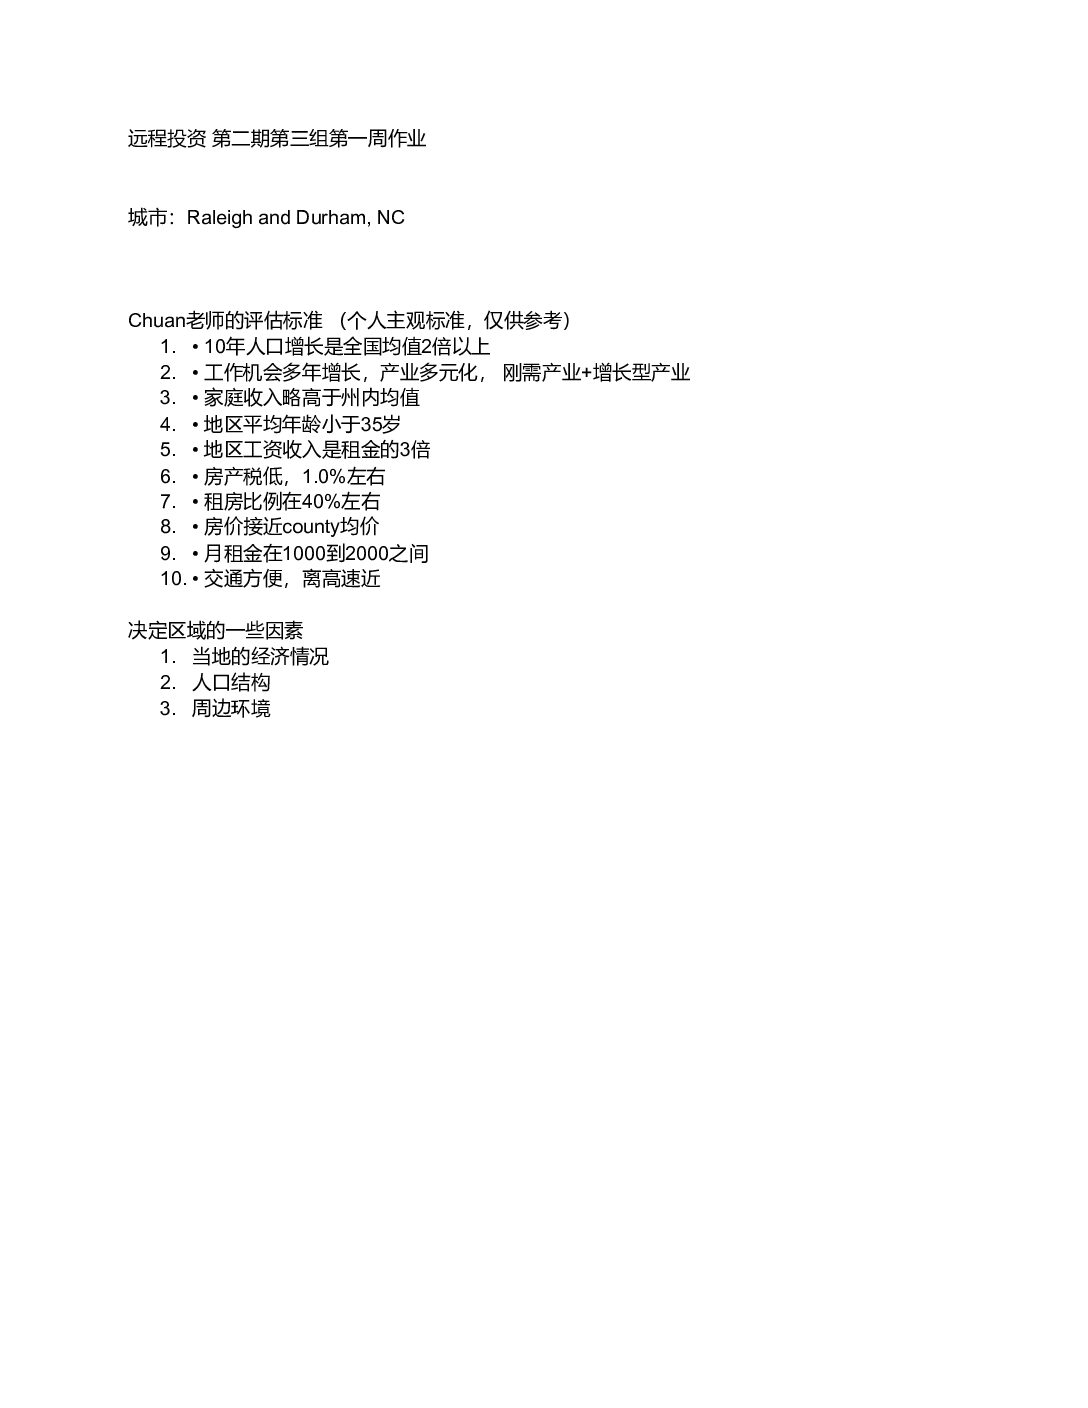 远程投资 第二期第三组第一周作业
城市：Raleigh and Durham, NC
Chuan老师的评估标准 （个人主观标准，仅供参考）
1. • 10年人口增长是全国均值2倍以上
2. • 工作机会多年增长，产业多元化， 刚需产业+增长型产业
3. • 家庭收入略高于州内均值
4. • 地区平均年龄小于35岁
5. • 地区工资收入是租金的3倍
6. • 房产税低，1.0%左右
7. • 租房比例在40%左右
8. • 房价接近county均价
9. • 月租金在1000到2000之间
10. • 交通方便，离高速近
决定区域的一些因素
1. 当地的经济情况
2. 人口结构
3. 周边环境